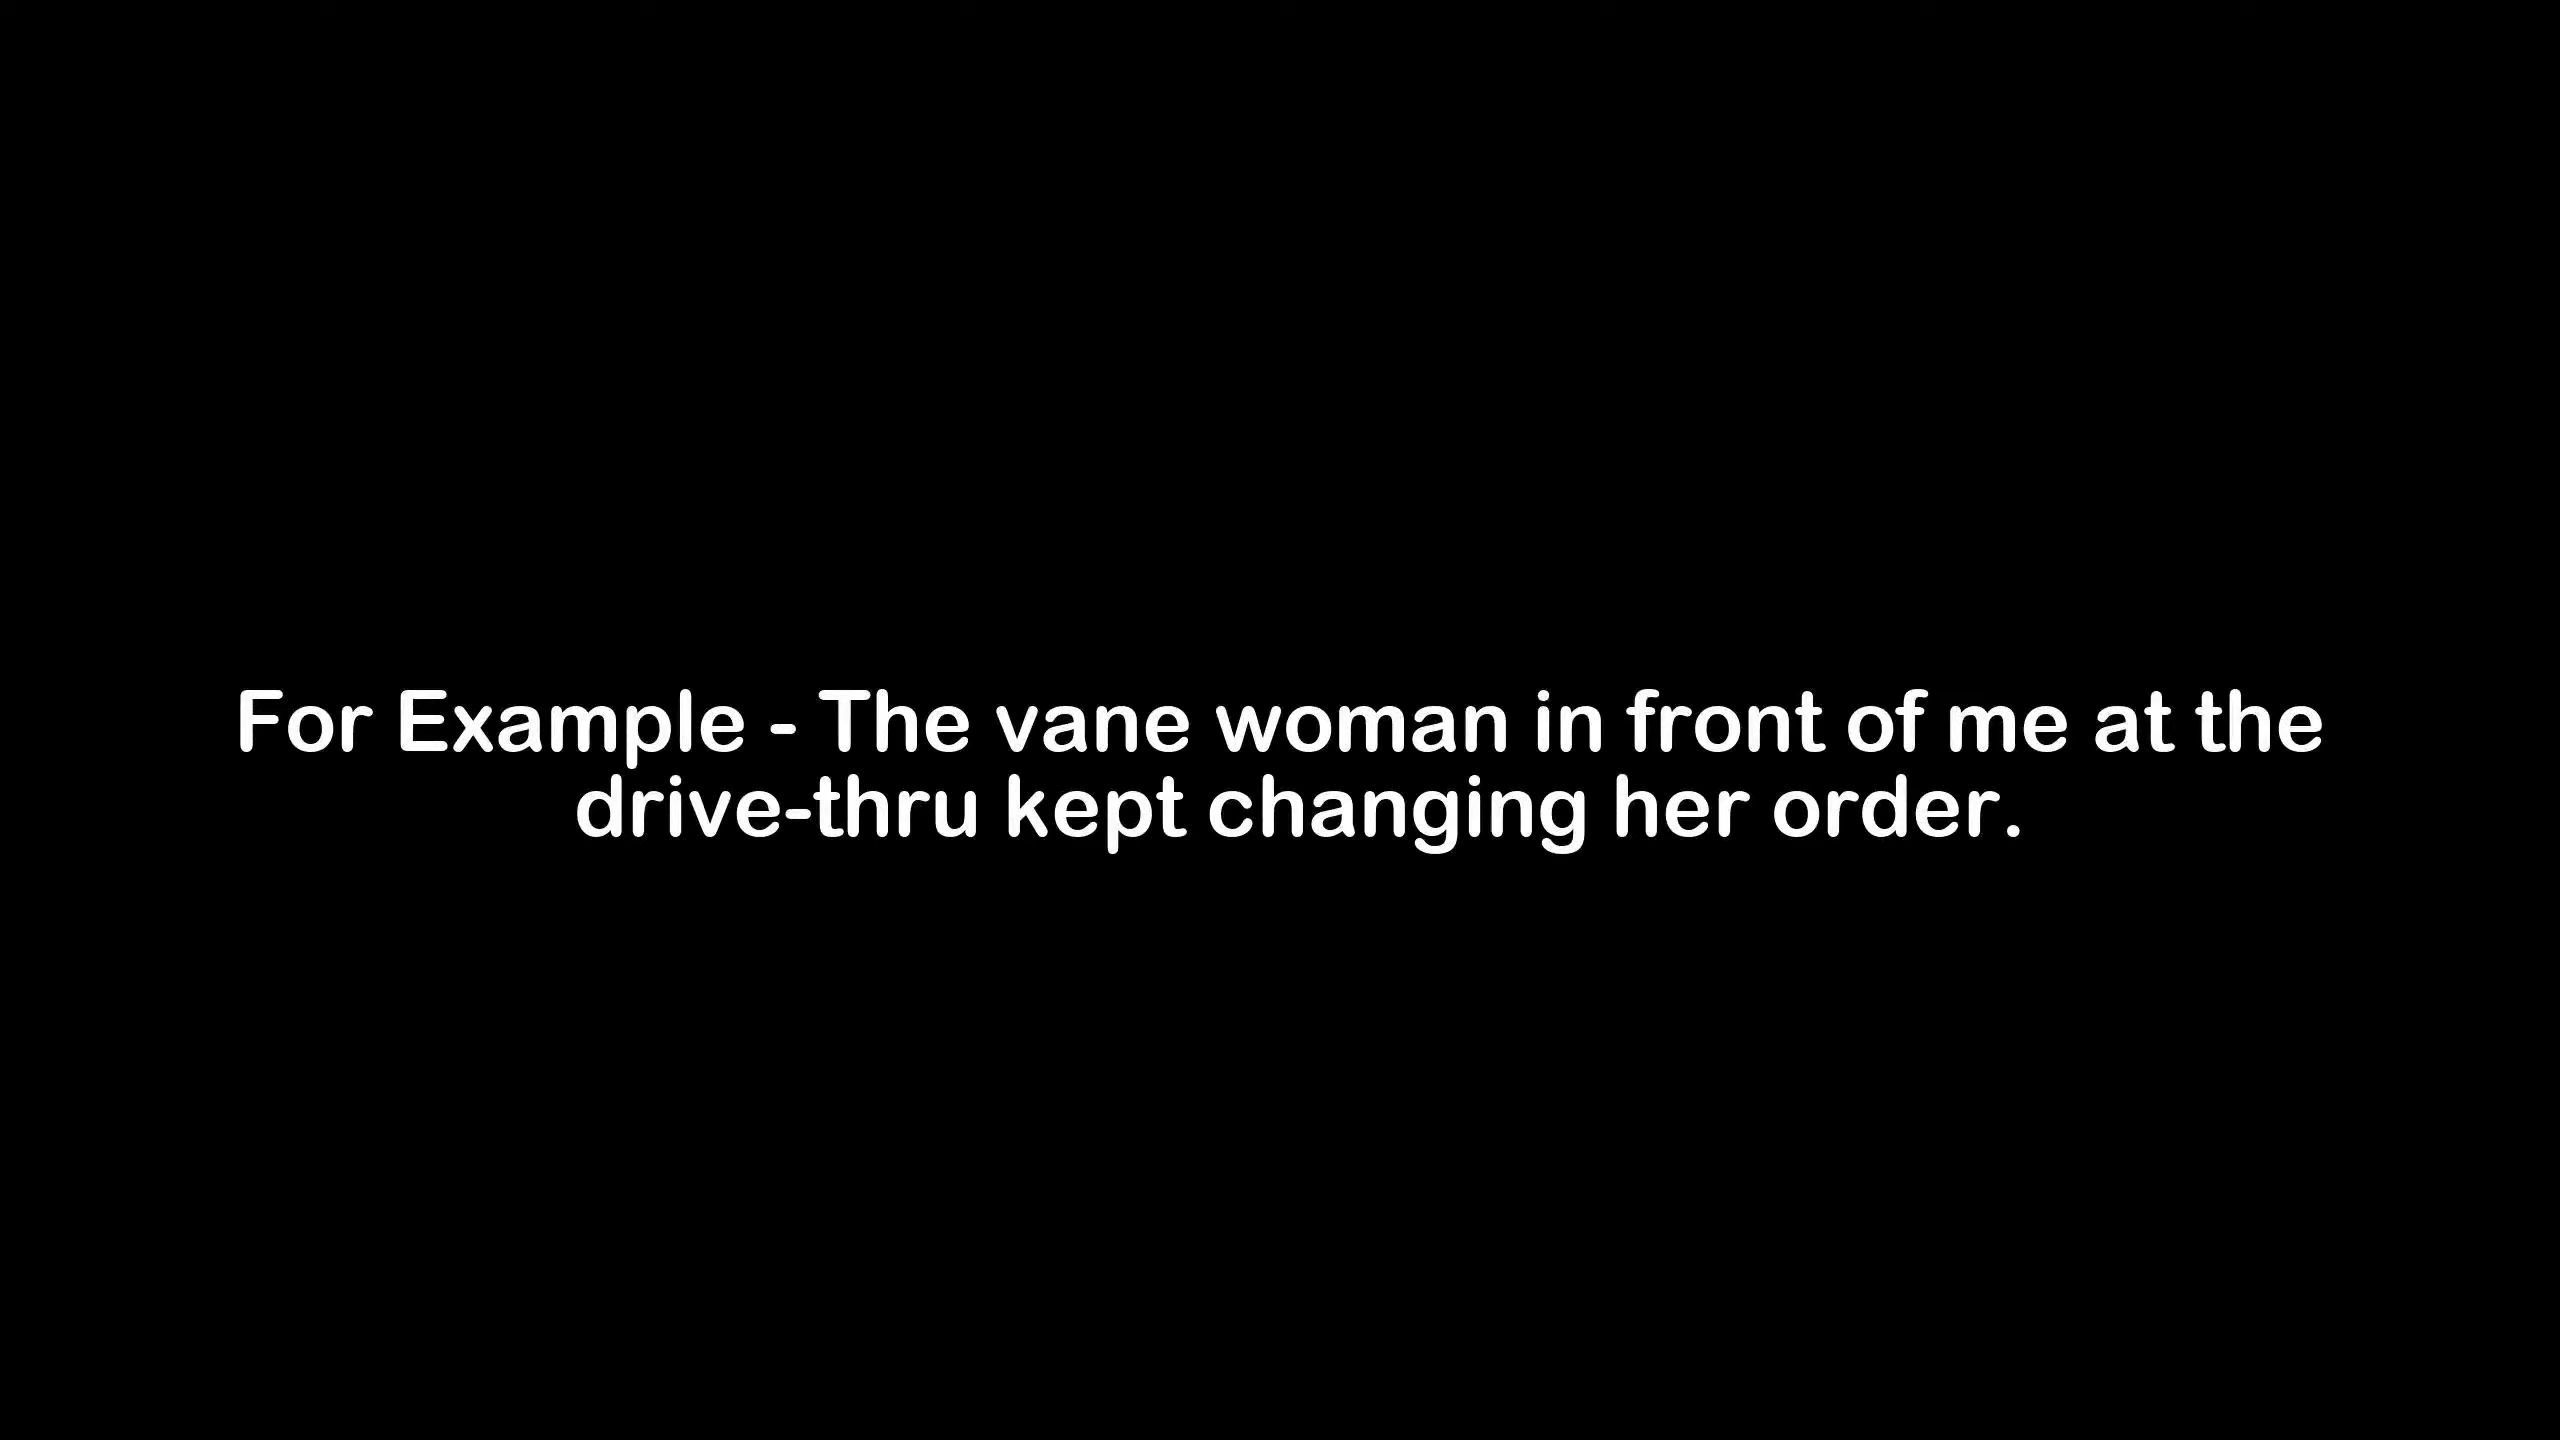 For Example - The vane woman in front of me at the
drive-thru kept changing her order.